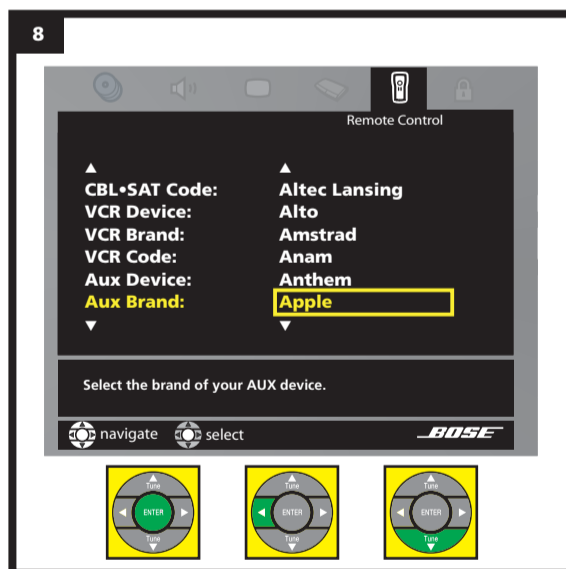 8
Remote Control
CBL•SAT Code: Altec Lansing
VCR Device: Alto
VCR Brand: Amstrad
VCR Code: Anam
Aux Device: Anthem
Aux Brand: Apple
Select the brand of your AUX device.
navigate select BOSE
Tune Tune Tune
ENTER ENTER ENTER
Tune Tune Tune